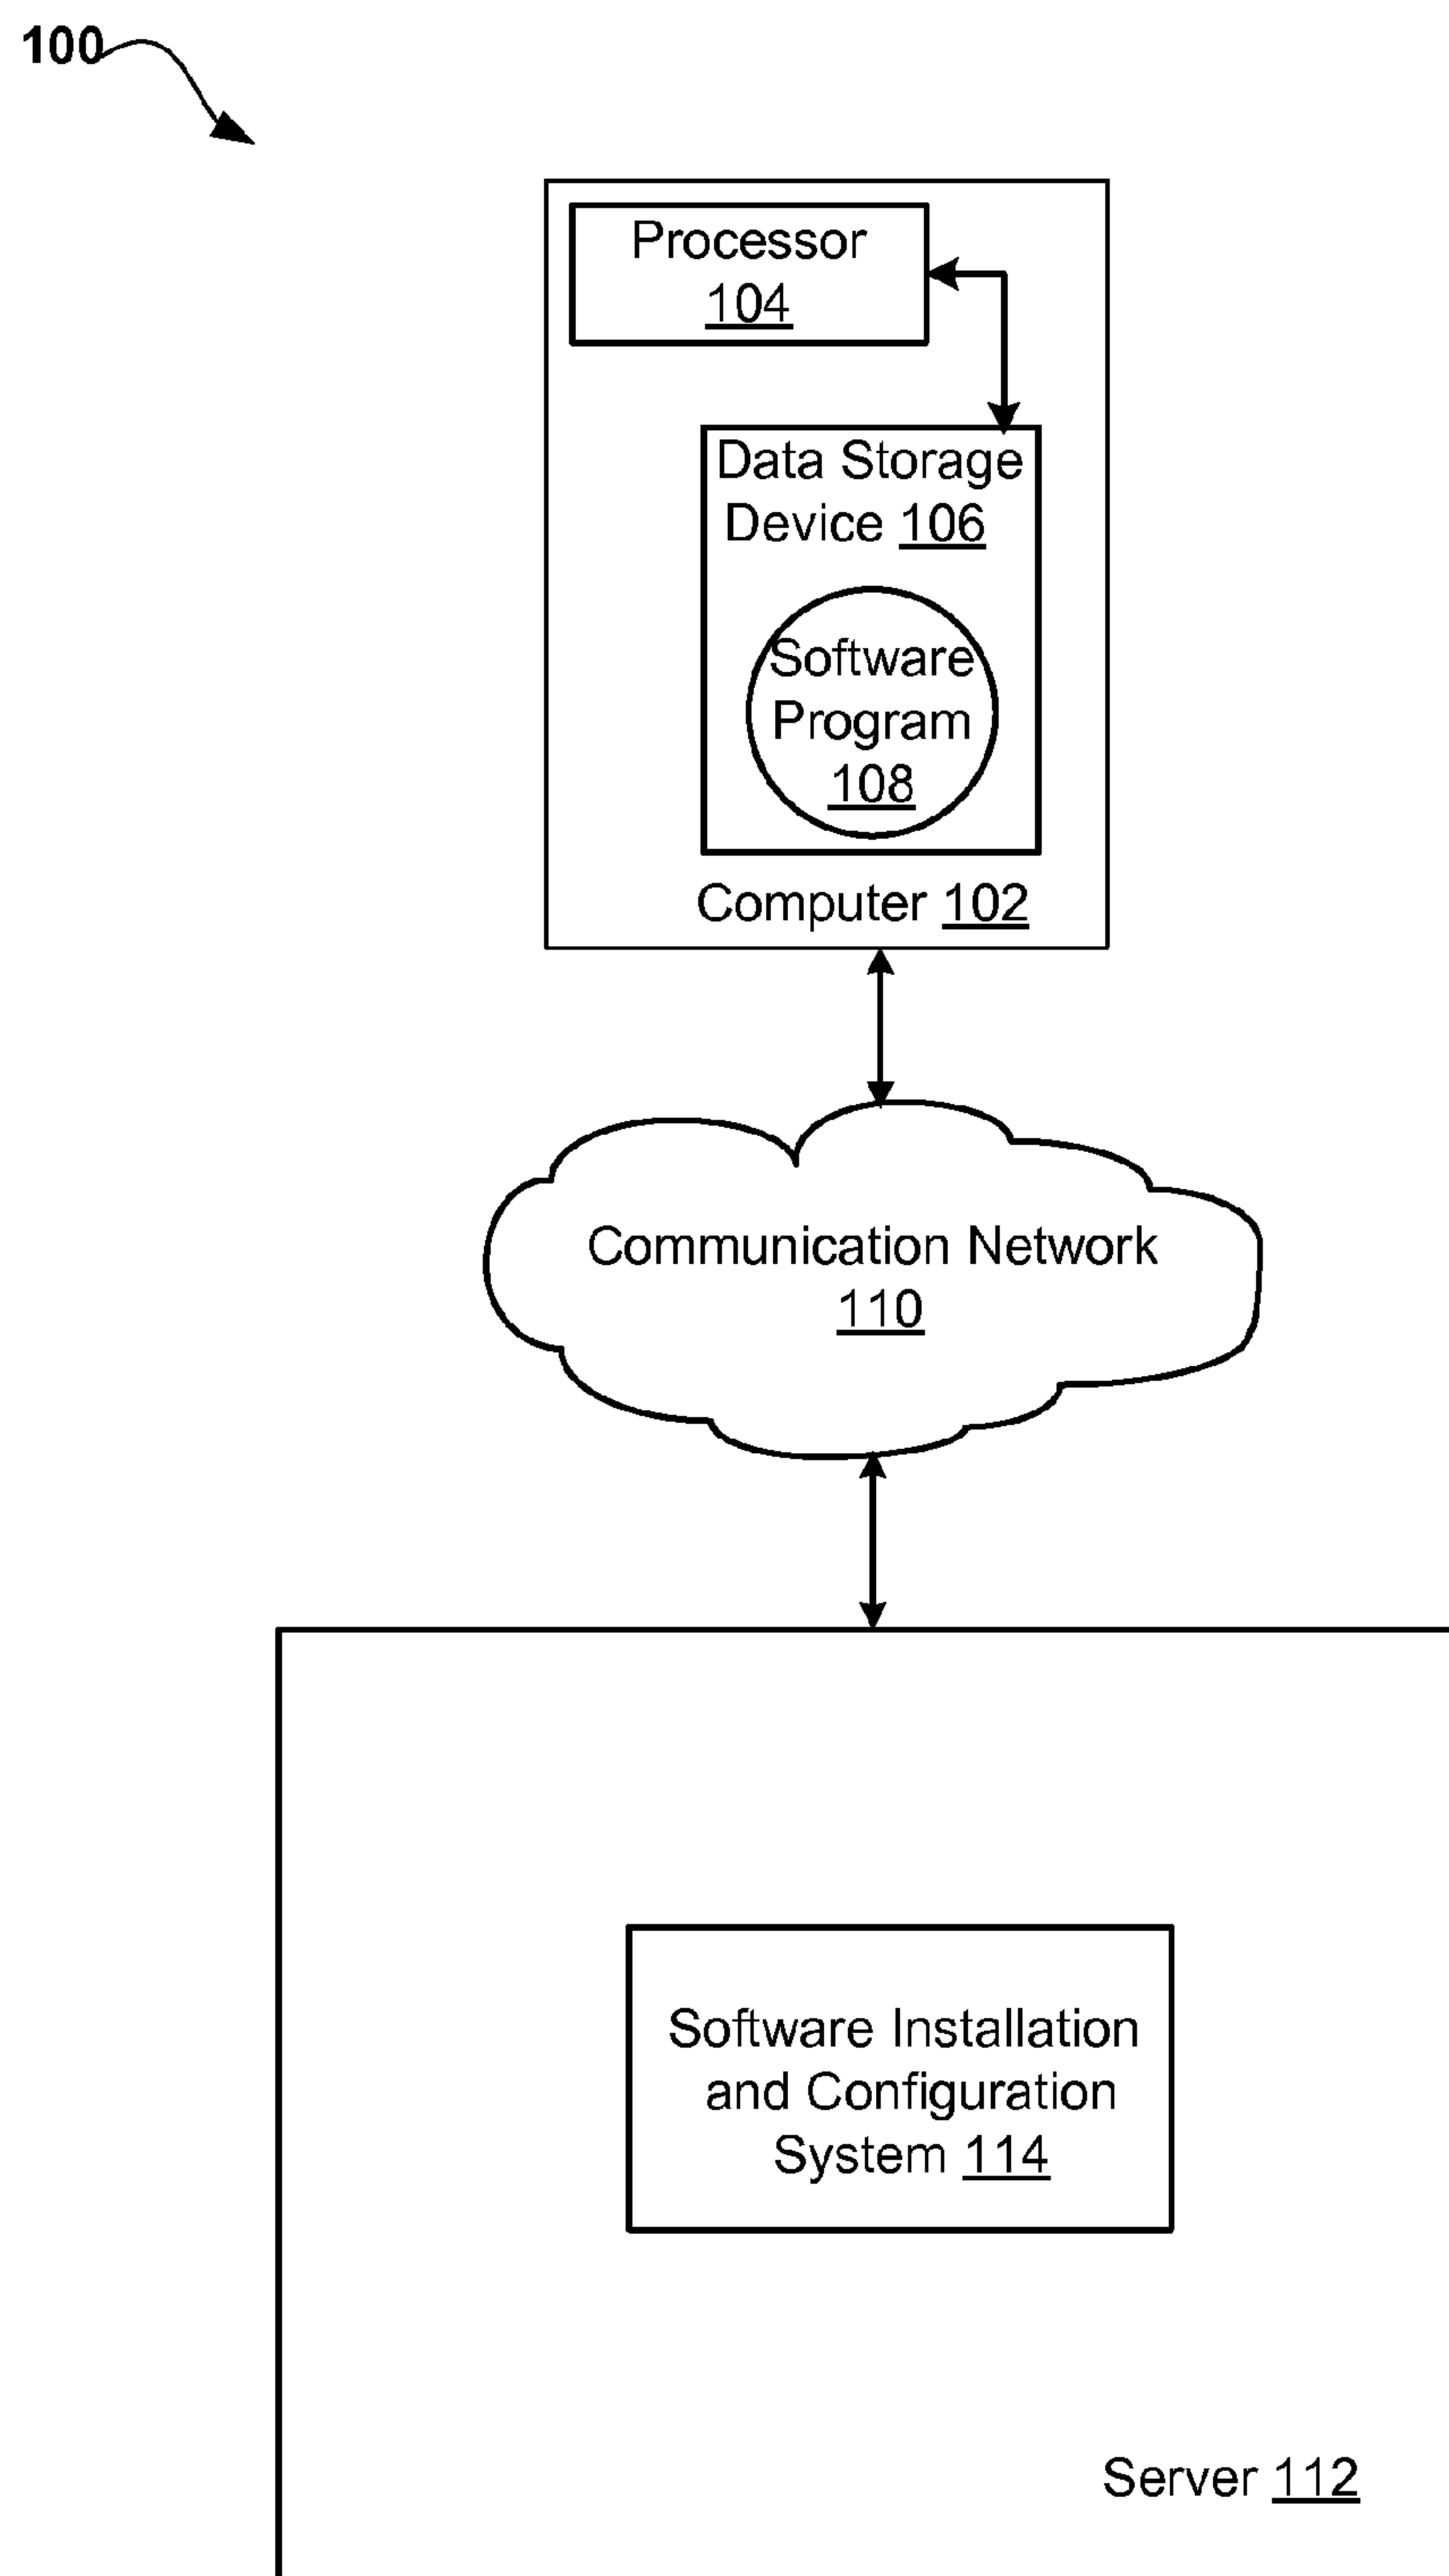 100
Processor
104
Data Storage
Device 106
Software
Program
108
Computer 102
Communication Network
110
Software Installation
and Configuration
System 114
Server 112